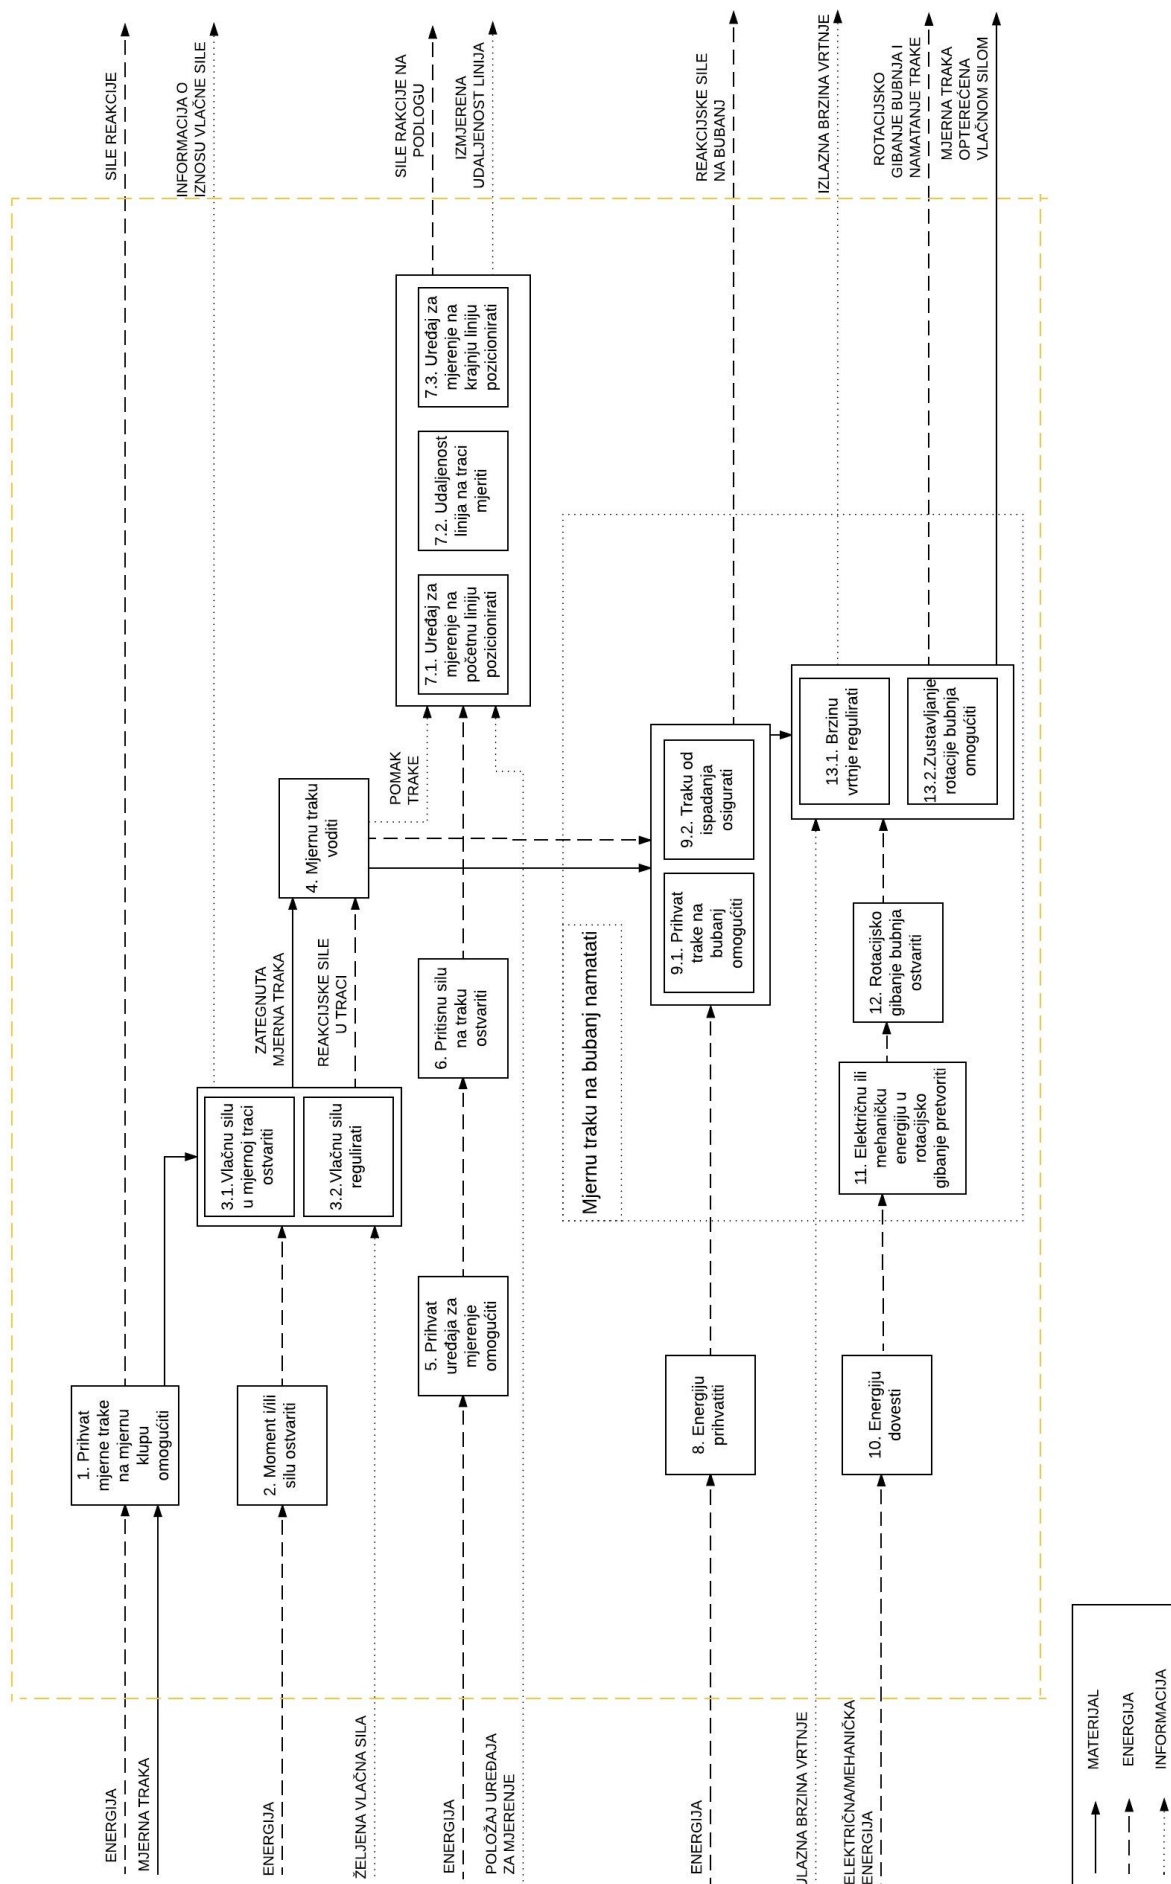 ENERGIJA
MJERNA TRAKA
1. Prihvat
mjerne trake
na mjernu
klupu
omogućiti
SILE REAKCIJE
INFORMACIJA O
IZNOSU VLAČNE SILE
ENERGIJA
2. Moment i/ili
silu ostvariti
ŽELJENA VLAČNA SILA
3.1.Vlačnu silu
u mjernoj traci
ostvariti
3.2.Vlačnu silu
regulirati
ZATEGNUTA
MJERNA TRAKA
REAKCIJSKE SILE
U TRACI
4. Mjernu traku
voditi
POMAK
TRAKE
ENERGIJA
POLOŽAJ UREĐAJA
ZA MJERENJE
5. Prihvat
uređaja za
mjerenje
omogućiti
6. Pritisnu silu
na traku
ostvariti
7.1. Uređaj za
mjerenje na
početnu liniju
pozicionirati
7.2. Udaljenost
linija na traci
mjeriti
7.3. Uređaj za
mjerenje na
krajnju liniju
pozicionirati
SILE RAKCIJE NA
PODLOGU
IZMJERENA
UDALJENOST LINIJA
Mjernu traku na bubanj namatati
ENERGIJA
8. Energiju
prihvatiti
9.1. Prihvat
trake na
bubanj
omogućiti
9.2. Traku od
ispadanja
osigurati
REAKCIJSKE SILE
NA BUBANJ
ULAZNA BRZINA VRTNJE
ELEKTRIČNA/MEHANIČKA
ENERGIJA
10. Energiju
dovesti
11. Električnu ili
mehaničku
energiju u
rotacijsko
gibanje pretvoriti
12. Rotacijsko
gibanje bubnja
ostvariti
13.1. Brzinu
vrtnje regulirati
13.2.Zustavljanje
rotacije bubnja
omogućiti
IZLAZNA BRZINA VRTNJE
ROTACIJSKO
GIBANJE BUBNJA I
NAMATANJE TRAKE
MJERNA TRAKA
OPTEREĆENA
VLAČNOM SILOM
MATERIJAL
ENERGIJA
INFORMACIJA